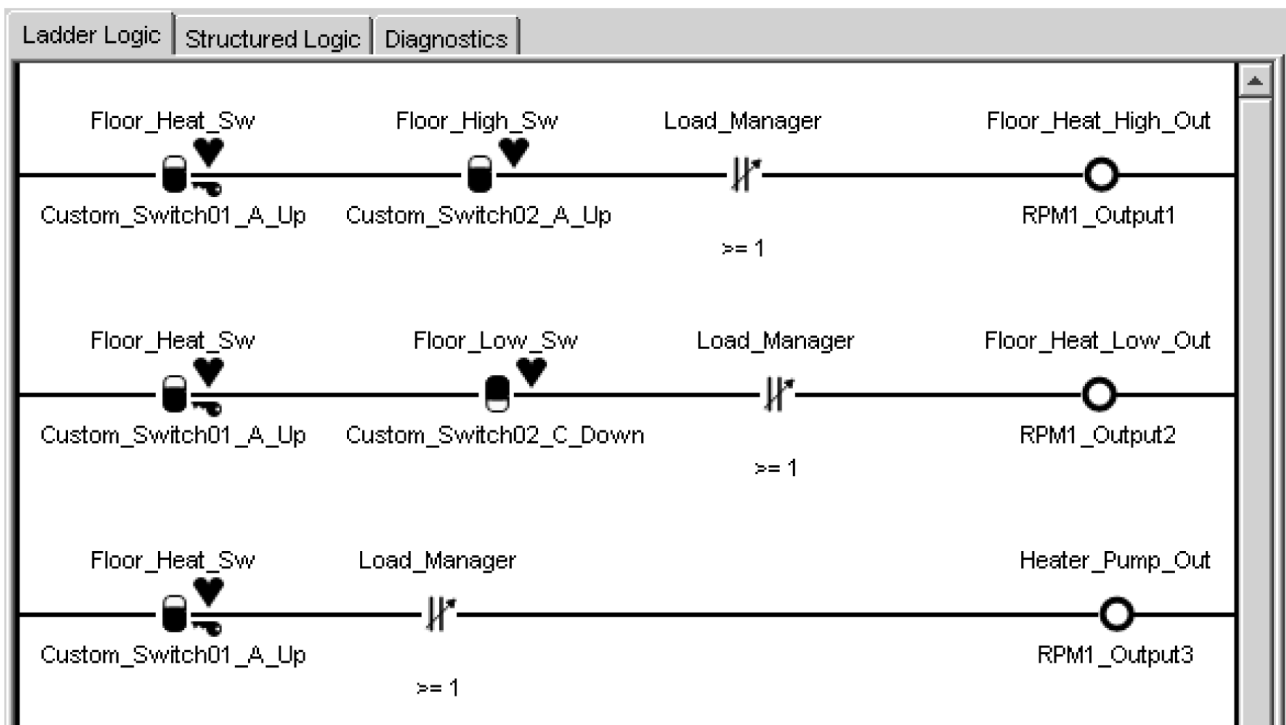 Ladder Logic Structured Logic Diagnostics
Floor_Heat_Sw Floor_High_Sw Load_Manager Floor_Heat_High_Out
Custom_Switch01_A_Up Custom_Switch02_A_Up RPM1_Output1
>= 1
Floor_Heat_Sw Floor_Low_Sw Load_Manager Floor_Heat_Low_Out
Custom_Switch01_A_Up Custom_Switch02_C_Down RPM1_Output2
>= 1
Floor_Heat_Sw Load_Manager Heater_Pump_Out
Custom_Switch01_A_Up RPM1_Output3
>= 1